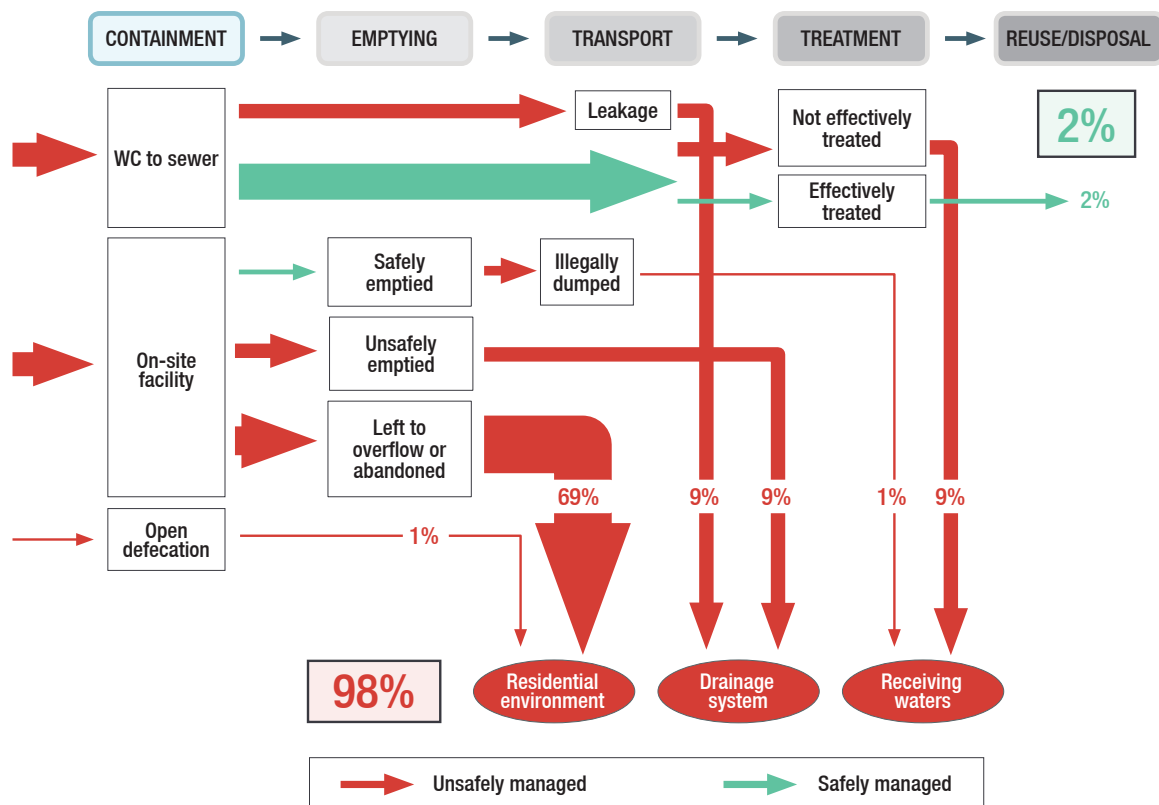 CONTAINMENT
EMPTYING
TRANSPORT
TREATMENT
REUSE/DISPOSAL
WC to sewer
Leakage
Not effectively
treated
2%
Effectively
treated
2%
On-site
facility
Safely
emptied
Illegally
dumped
Unsafely
emptied
Left to
overflow or
abandoned
69%
9%
9%
1%
9%
Open
defecation
1%
98%
Residential
environment
Drainage
system
Receiving
waters
Unsafely managed
Safely managed